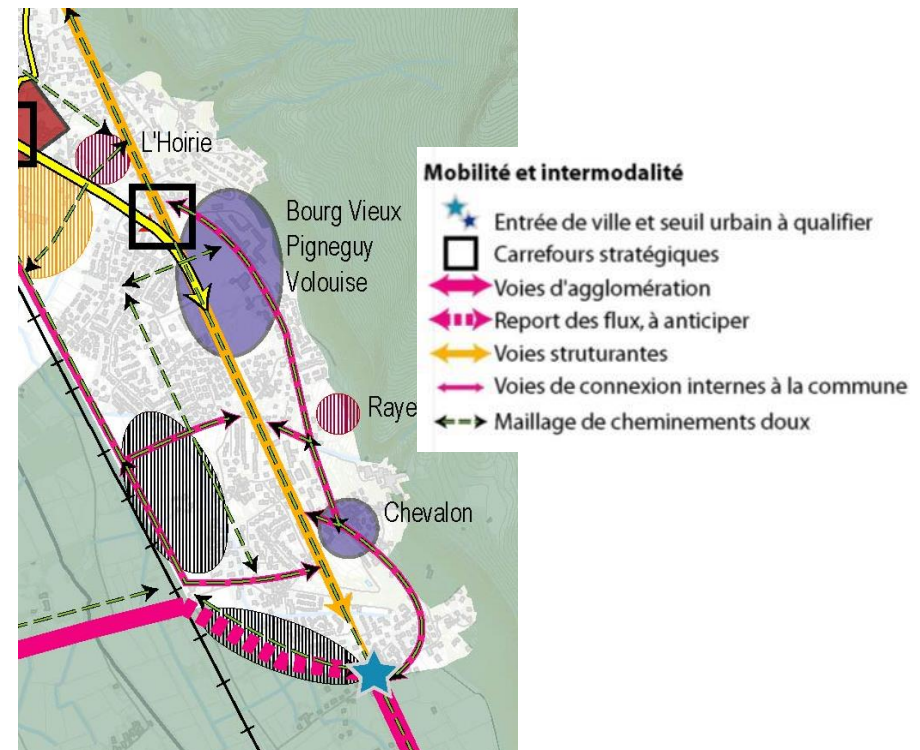 L'Hoirie
Bourg Vieux
Pigneguy
Volouise
Raye
Chevalon
Mobilité et intermodalité
Entrée de ville et seuil urbain à qualifier
Carrefours stratégiques
Voies d'agglomération
Report des flux, à anticiper
Voies struturantes
Voies de connexion internes à la commune
Maillage de cheminements doux